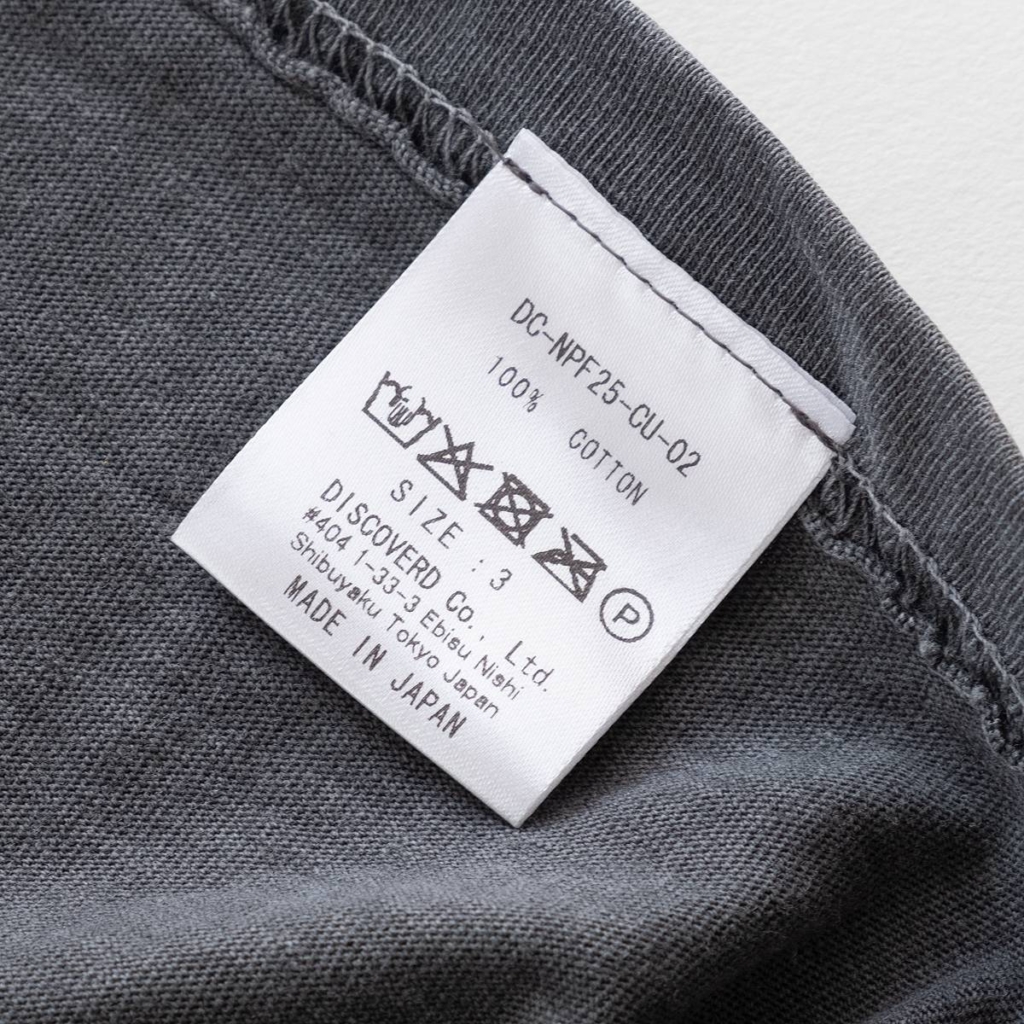 DC-NPF25-CU-02
100% COTTON
P
SIZE : 3
DISCOVERD Co., Ltd.
#404 1-33-3 Ebisu Nishi
Shibuyaku Tokyo Japan
MADE IN JAPAN